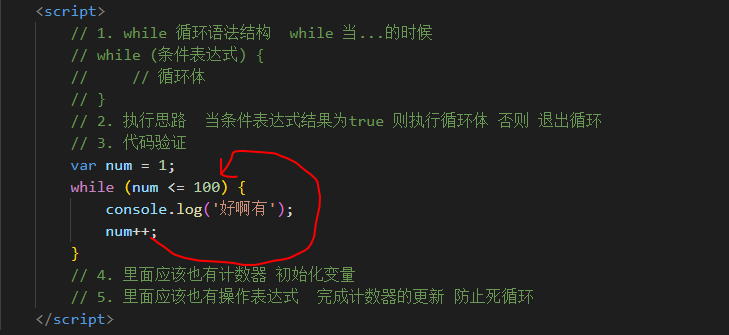 <script>
// 1. while 循环语法结构  while 当...的时候
// while (条件表达式) {
//     // 循环体
// }
// 2. 执行思路  当条件表达式结果为true 则执行循环体 否则 退出循环
// 3. 代码验证
var num = 1;
while (num <= 100) {
console.log('好啊有');
num++;
}
// 4. 里面应该也有计数器 初始化变量
// 5. 里面应该也有操作表达式  完成计数器的更新 防止死循环
</script>